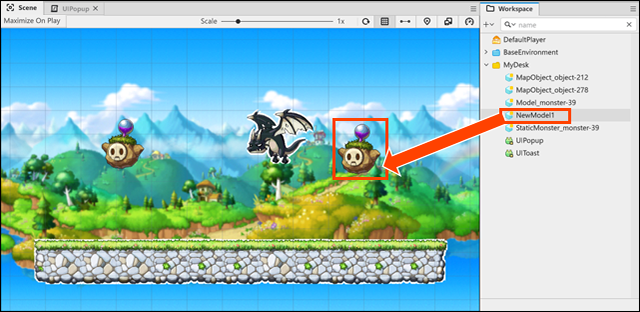 Scene
UIPopup
Workspace
Maximize On Play
Scale
1x
name
DefaultPlayer
BaseEnvironment
MyDesk
MapObject_object-212
MapObject_object-278
Model_monster-39
NewModel1
StaticMonster_monster-39
UIPopup
UIToast